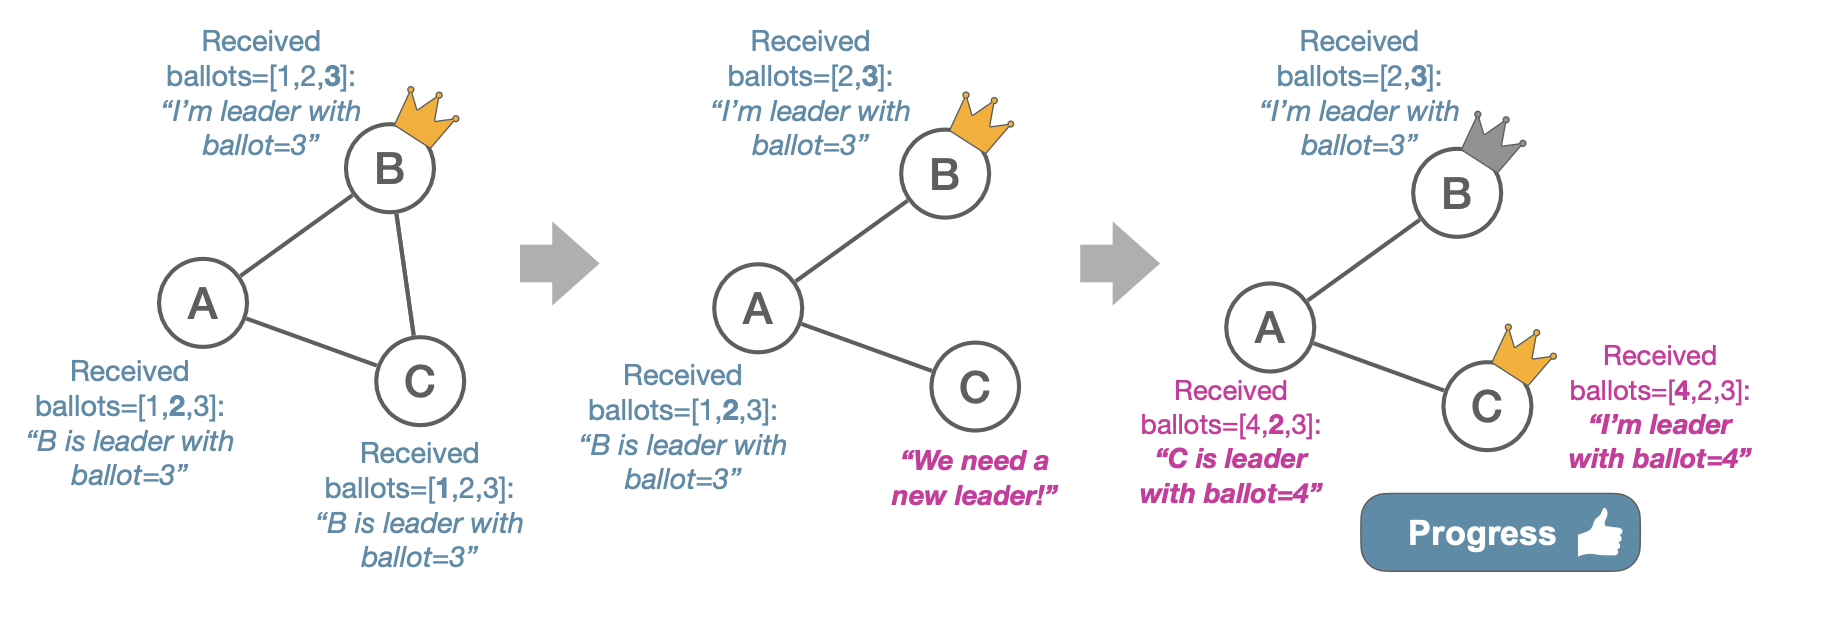 Received
ballots=[1,2,3]:
“I’m leader with
ballot=3”
B
A
C
Received
ballots=[1,2,3]:
“B is leader with
ballot=3”
Received
ballots=[1,2,3]:
“B is leader with
ballot=3”
Received
ballots=[2,3]:
“I’m leader with
ballot=3”
B
A
C
Received
ballots=[1,2,3]:
“B is leader with
ballot=3”
“We need a
new leader!”
Received
ballots=[2,3]:
“I’m leader with
ballot=3”
B
A
C
Received
ballots=[4,2,3]:
“C is leader
with ballot=4”
Received
ballots=[4,2,3]:
“I’m leader
with ballot=4”
Progress